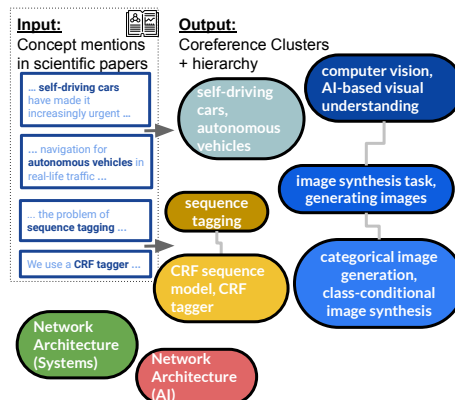 Input:
Concept mentions
in scientific papers
... self-driving cars
have made it
increasingly urgent ...
... navigation for
autonomous vehicles in
real-life traffic ...
... the problem of
sequence tagging ...
We use a CRF tagger ...
Output:
Coreference Clusters
+ hierarchy
self-driving
cars,
autonomous
vehicles
sequence
tagging
CRF sequence
model, CRF
tagger
computer vision,
AI-based visual
understanding
image synthesis task,
generating images
categorical image
generation,
class-conditional
image synthesis
Network
Architecture
(Systems)
Network
Architecture
(AI)